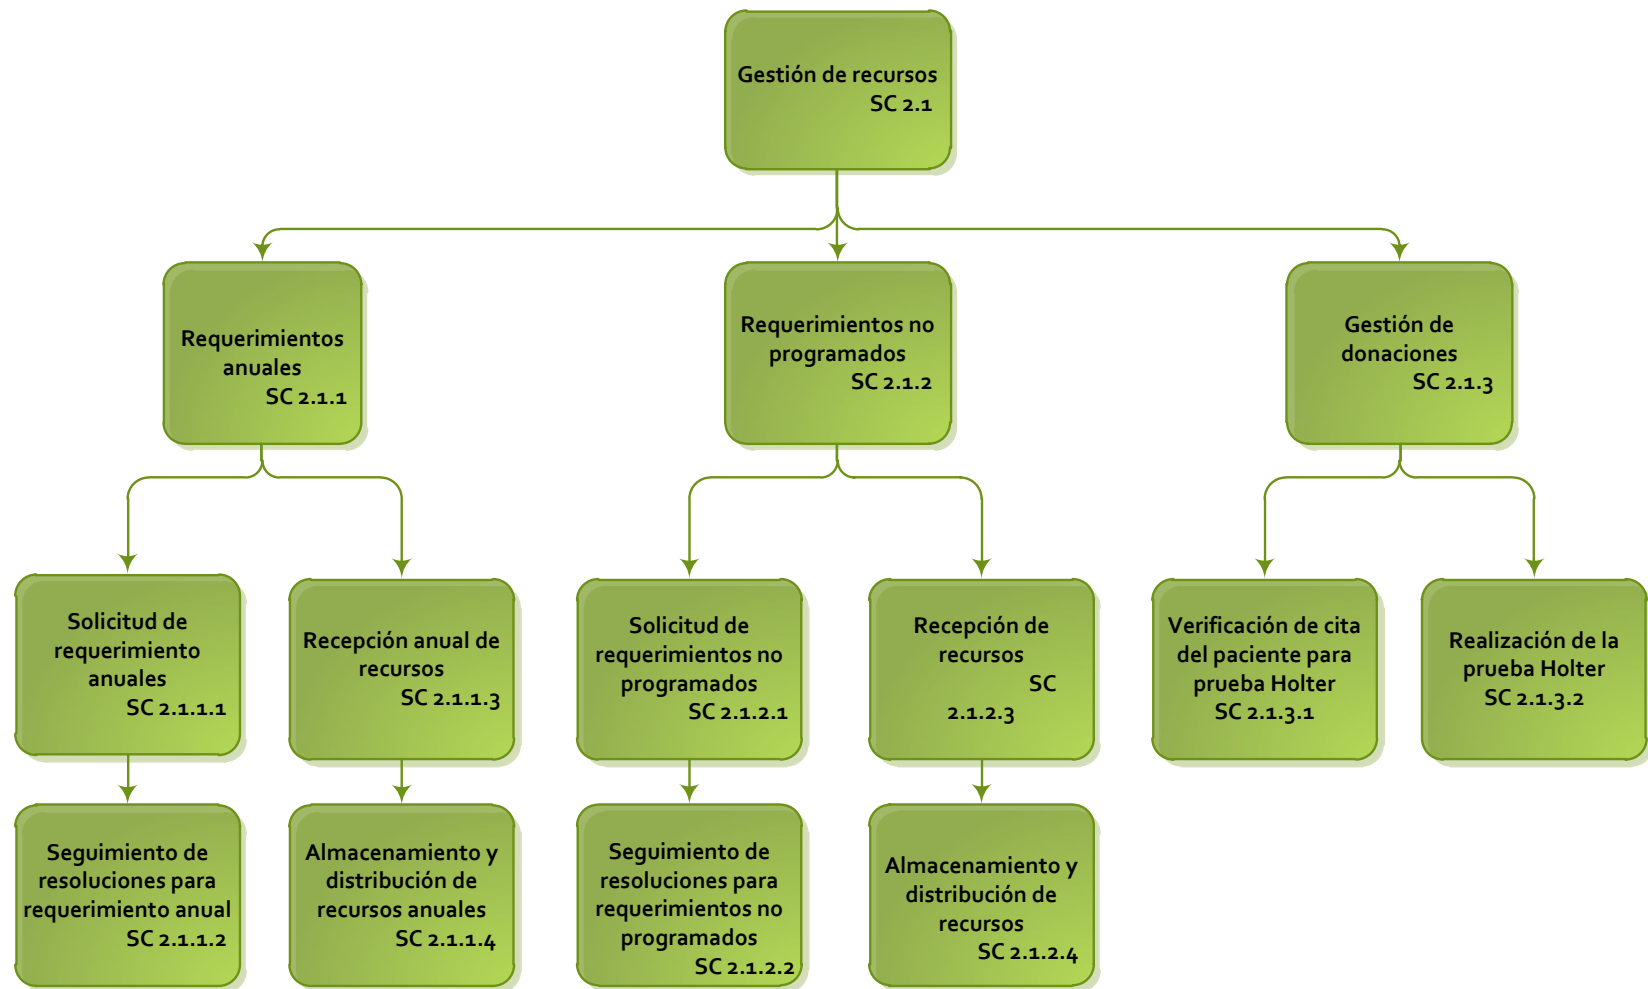 Gestión de recursos
SC 2.1
Requerimientos
anuales
SC 2.1.1
Requerimientos no
programados
SC 2.1.2
Gestión de
donaciones
SC 2.1.3
Solicitud de
requerimiento
anuales
SC 2.1.1.1
Recepción anual de
recursos
SC 2.1.1.3
Solicitud de
requerimientos no
programados
SC 2.1.2.1
Recepción de
recursos
SC
2.1.2.3
Verificación de cita
del paciente para
prueba Holter
SC 2.1.3.1
Realización de la
prueba Holter
SC 2.1.3.2
Seguimiento de
resoluciones para
requerimiento anual
SC 2.1.1.2
Almacenamiento y
distribución de
recursos anuales
SC 2.1.1.4
Seguimiento de
resoluciones para
requerimientos no
programados
SC 2.1.2.2
Almacenamiento y
distribución de
recursos
SC 2.1.2.4